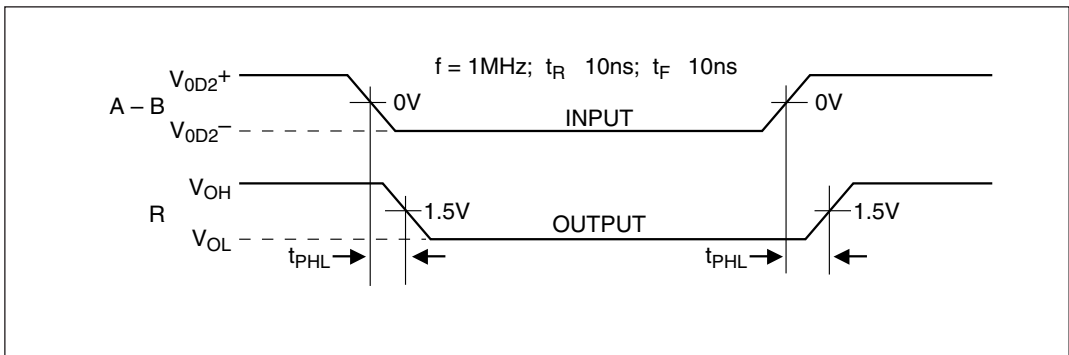 f = 1MHz; tR 10ns; tF 10ns
V0D2+
A – B
0V
INPUT
0V
V0D2–
VOH
R
1.5V
OUTPUT
1.5V
VOL
tPHL
tPHL